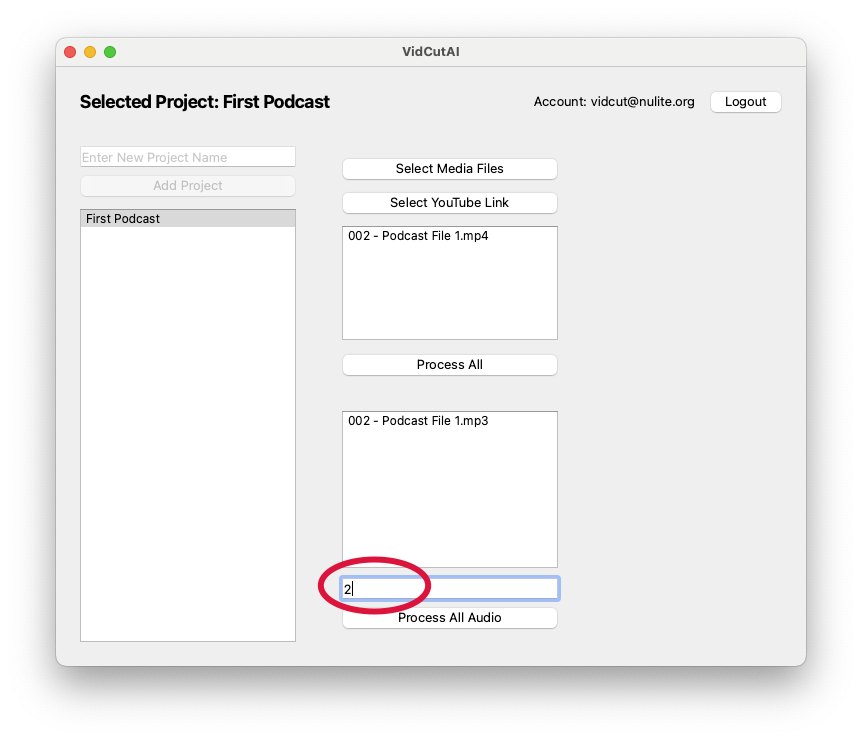 VidCutAI
Selected Project: First Podcast
Account: vidcut@nulite.org
Logout
Enter New Project Name
Add Project
First Podcast
Select Media Files
Select YouTube Link
002 - Podcast File 1.mp4
Process All
002 - Podcast File 1.mp3
2
Process All Audio